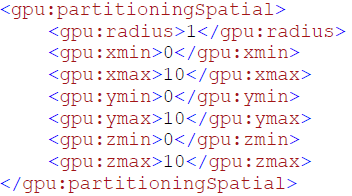 <gpu:partitioningSpatial>
<gpu:radius>1</gpu:radius>
<gpu:xmin>0</gpu:xmin>
<gpu:xmax>10</gpu:xmax>
<gpu:ymin>0</gpu:ymin>
<gpu:ymax>10</gpu:ymax>
<gpu:zmin>0</gpu:zmin>
<gpu:zmax>10</gpu:zmax>
</gpu:partitioningSpatial>